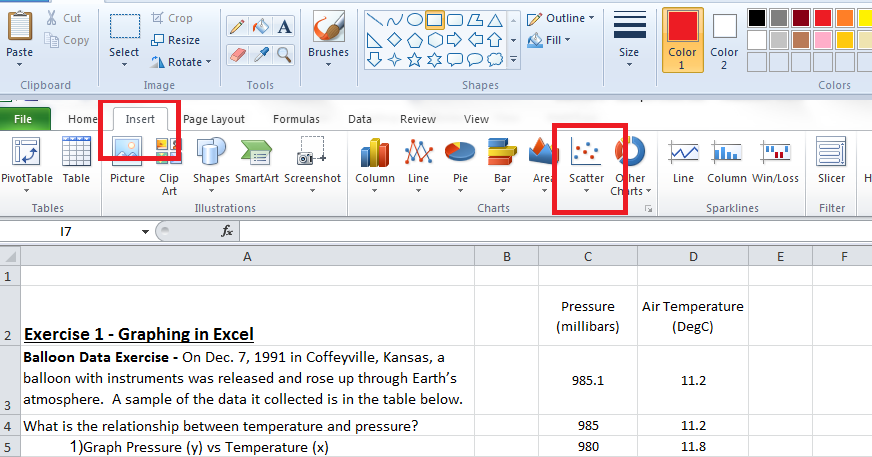 Paste
Cut
Copy
Clipboard
Select
Crop
Resize
Rotate
Image
A
Tools
Brushes
Shapes
Outline
Fill
Size
Color 1
Color 2
Colors
File
Home
Insert
Page Layout
Formulas
Data
Review
View
PivotTable
Table
Tables
Picture
Clip Art
Shapes
SmartArt
Screenshot
Illustrations
Column
Line
Pie
Bar
Area
Scatter
Other Charts
Charts
Line
Column
Win/Loss
Sparklines
Slicer
Filter
H
I7
fx
A B C D E F
1
2 Exercise 1 - Graphing in Excel
Pressure (millibars)
Air Temperature (DegC)
Balloon Data Exercise - On Dec. 7, 1991 in Coffeyville, Kansas, a
balloon with instruments was released and rose up through Earth's
3 atmosphere. A sample of the data it collected is in the table below.
985.1 11.2
4 What is the relationship between temperature and pressure? 985 11.2
5 1)Graph Pressure (y) vs Temperature (x) 980 11.8